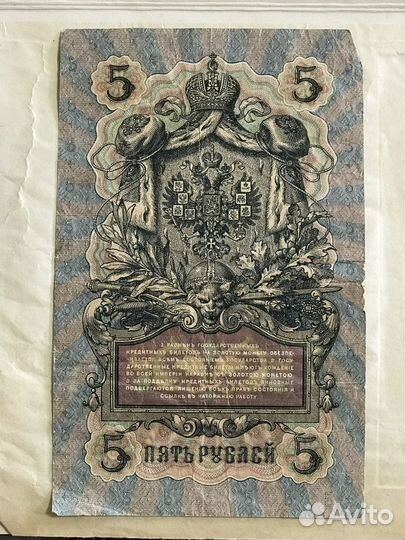 5 5
1. РАЗМѢНЪ ГОСУДАРСТВЕННЫХЪ
КРЕДИТНЫХЪ БИЛЕТОВЪ НА ЗОЛОТУЮ МОНЕТУ ОБЕЗПЕ-
ЧИВАЕТСЯ ВСѢМЪ ДОСТОЯНІЕМЪ ГОСУДАРСТВА. 2. ГОСУ-
ДАРСТВЕННЫЕ КРЕДИТНЫЕ БИЛЕТЫ ИМѢЮТЪ ХОЖДЕНІЕ
ВО ВСЕЙ ИМПЕРІИ НАРАВНѢ СЪ ЗОЛОТОЮ МОНЕТОЮ.
3. ЗА ПОДДѢЛКУ КРЕДИТНЫХЪ БИЛЕТОВЪ ВИНОВНЫЕ
ПОДВЕРГАЮТСЯ ЛИШЕНІЮ ВСѢХЪ ПРАВЪ СОСТОЯНІЯ И
ССЫЛКѢ ВЪ КАТОРЖНУЮ РАБОТУ.
5 ПЯТЬ РУБЛЕЙ 5
Avito